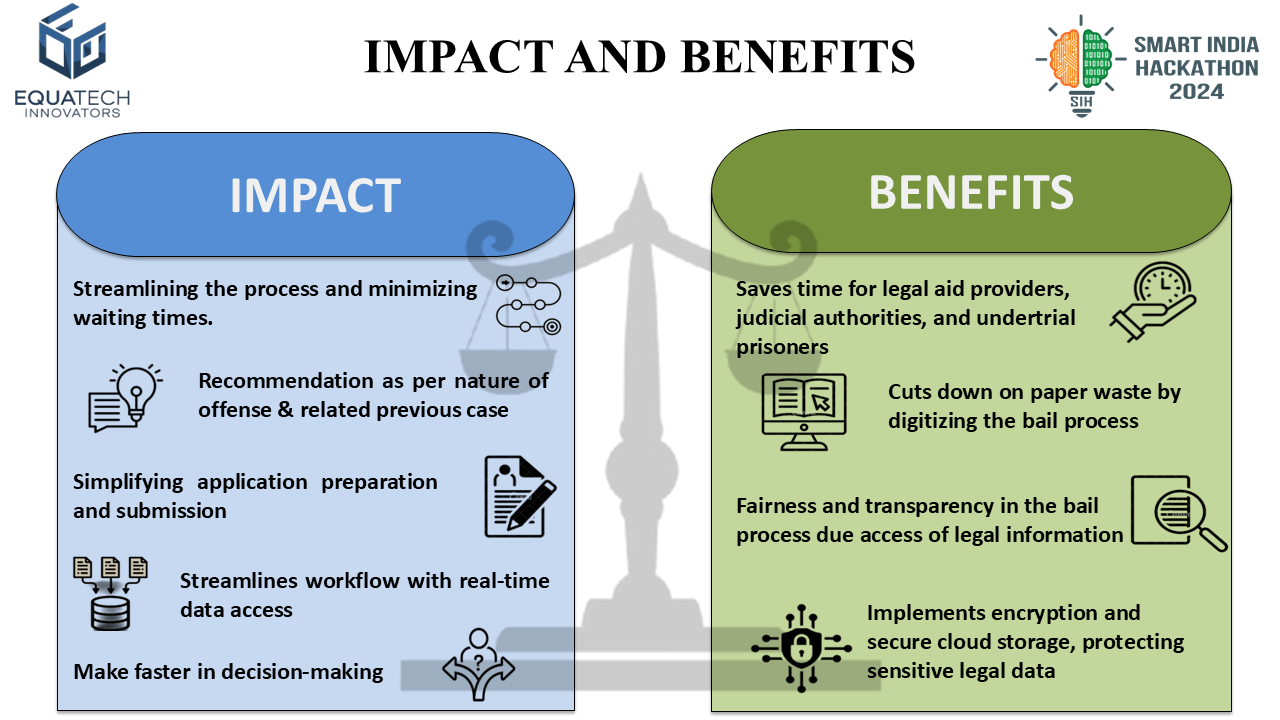 EQUATECH
INNOVATORS
IMPACT AND BENEFITS
SIH
SMART INDIA
HACKATHON
2024
IMPACT
Streamlining the process and minimizing
waiting times.
Recommendation as per nature of
offense & related previous case
Simplifying application preparation
and submission
Streamlines workflow with real-time
data access
Make faster in decision-making
?
BENEFITS
Saves time for legal aid providers,
judicial authorities, and undertrial
prisoners
Cuts down on paper waste by
digitizing the bail process
Fairness and transparency in the bail
process due access of legal information
Implements encryption and
secure cloud storage, protecting
sensitive legal data